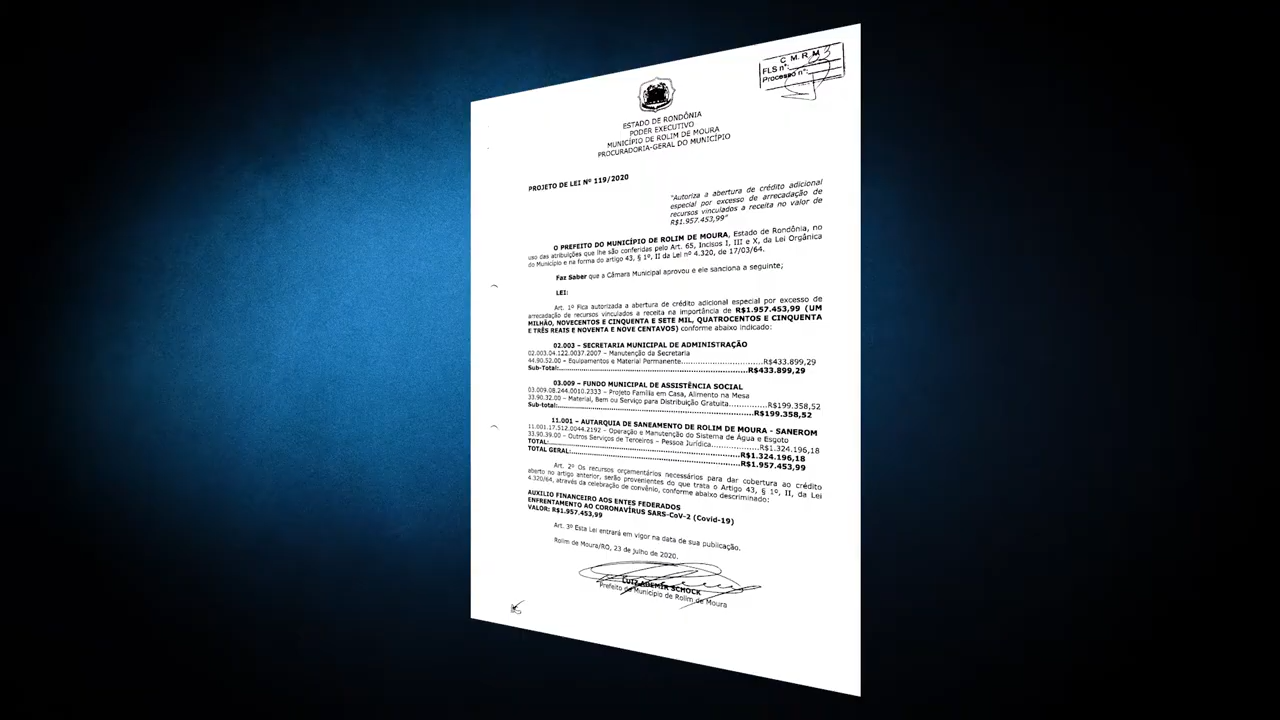 C. M. R. M
FLS nº: 03
Processo nº:
ESTADO DE RONDÔNIA
PODER EXECUTIVO
MUNICÍPIO DE ROLIM DE MOURA
PROCURADORIA-GERAL DO MUNICÍPIO
PROJETO DE LEI Nº 119/2020
"Autoriza a abertura de crédito adicional
especial por excesso de arrecadação de
recursos vinculados a receita no valor de
R$1.957.453,99"
O PREFEITO DO MUNICÍPIO DE ROLIM DE MOURA, Estado de Rondônia, no
uso das atribuições que lhe são conferidas pelo Art. 65, Incisos I, III e X, da Lei Orgânica
do Município e na forma do artigo 43, § 1º, II da Lei nº 4.320, de 17/03/64.
Faz Saber que a Câmara Municipal aprovou e ele sanciona a seguinte;
LEI:
Art. 1º Fica autorizada a abertura de crédito adicional especial por excesso de
arrecadação de recursos vinculados a receita na importância de R$1.957.453,99 (UM
MILHÃO, NOVECENTOS E CINQUENTA E SETE MIL, QUATROCENTOS E CINQUENTA
E TRÊS REAIS E NOVENTA E NOVE CENTAVOS) conforme abaixo indicado:
02.003 – SECRETARIA MUNICIPAL DE ADMINISTRAÇÃO
02.003.04.122.0037.2007 – Manutenção da Secretaria
44.90.52.00 – Equipamentos e Material Permanente........................R$433.899,29
Sub-Total:........................................................R$433.899,29
03.009 – FUNDO MUNICIPAL DE ASSISTÊNCIA SOCIAL
03.009.08.244.0010.2333 – Projeto Família em Casa, Alimento na Mesa
33.90.32.00 – Material, Bem ou Serviço para Distribuição Gratuita...........R$199.358,52
Sub-total:........................................................R$199.358,52
11.001 – AUTARQUIA DE SANEAMENTO DE ROLIM DE MOURA - SANEROM
11.001.17.512.0044.2192 – Operação e Manutenção do Sistema de Água e Esgoto
33.90.39.00 – Outros Serviços de Terceiros – Pessoa Jurídica...............R$1.324.196,18
TOTAL:........................................................R$1.324.196,18
TOTAL GERAL:..................................................R$1.957.453,99
Art. 2º Os recursos orçamentários necessários para dar cobertura ao crédito
aberto no artigo anterior, serão provenientes do que trata o Artigo 43, § 1º, II, da Lei
4.320/64, através da celebração de convênio, conforme abaixo descriminado:
AUXILIO FINANCEIRO AOS ENTES FEDERADOS
ENFRENTAMENTO AO CORONAVÍRUS SARS-CoV-2 (Covid-19)
VALOR: R$1.957.453,99
Art. 3º Esta Lei entrará em vigor na data de sua publicação.
Rolim de Moura/RO, 23 de julho de 2020.
LUIZ ADEMIR SCHOCK
Prefeito do Município de Rolim de Moura